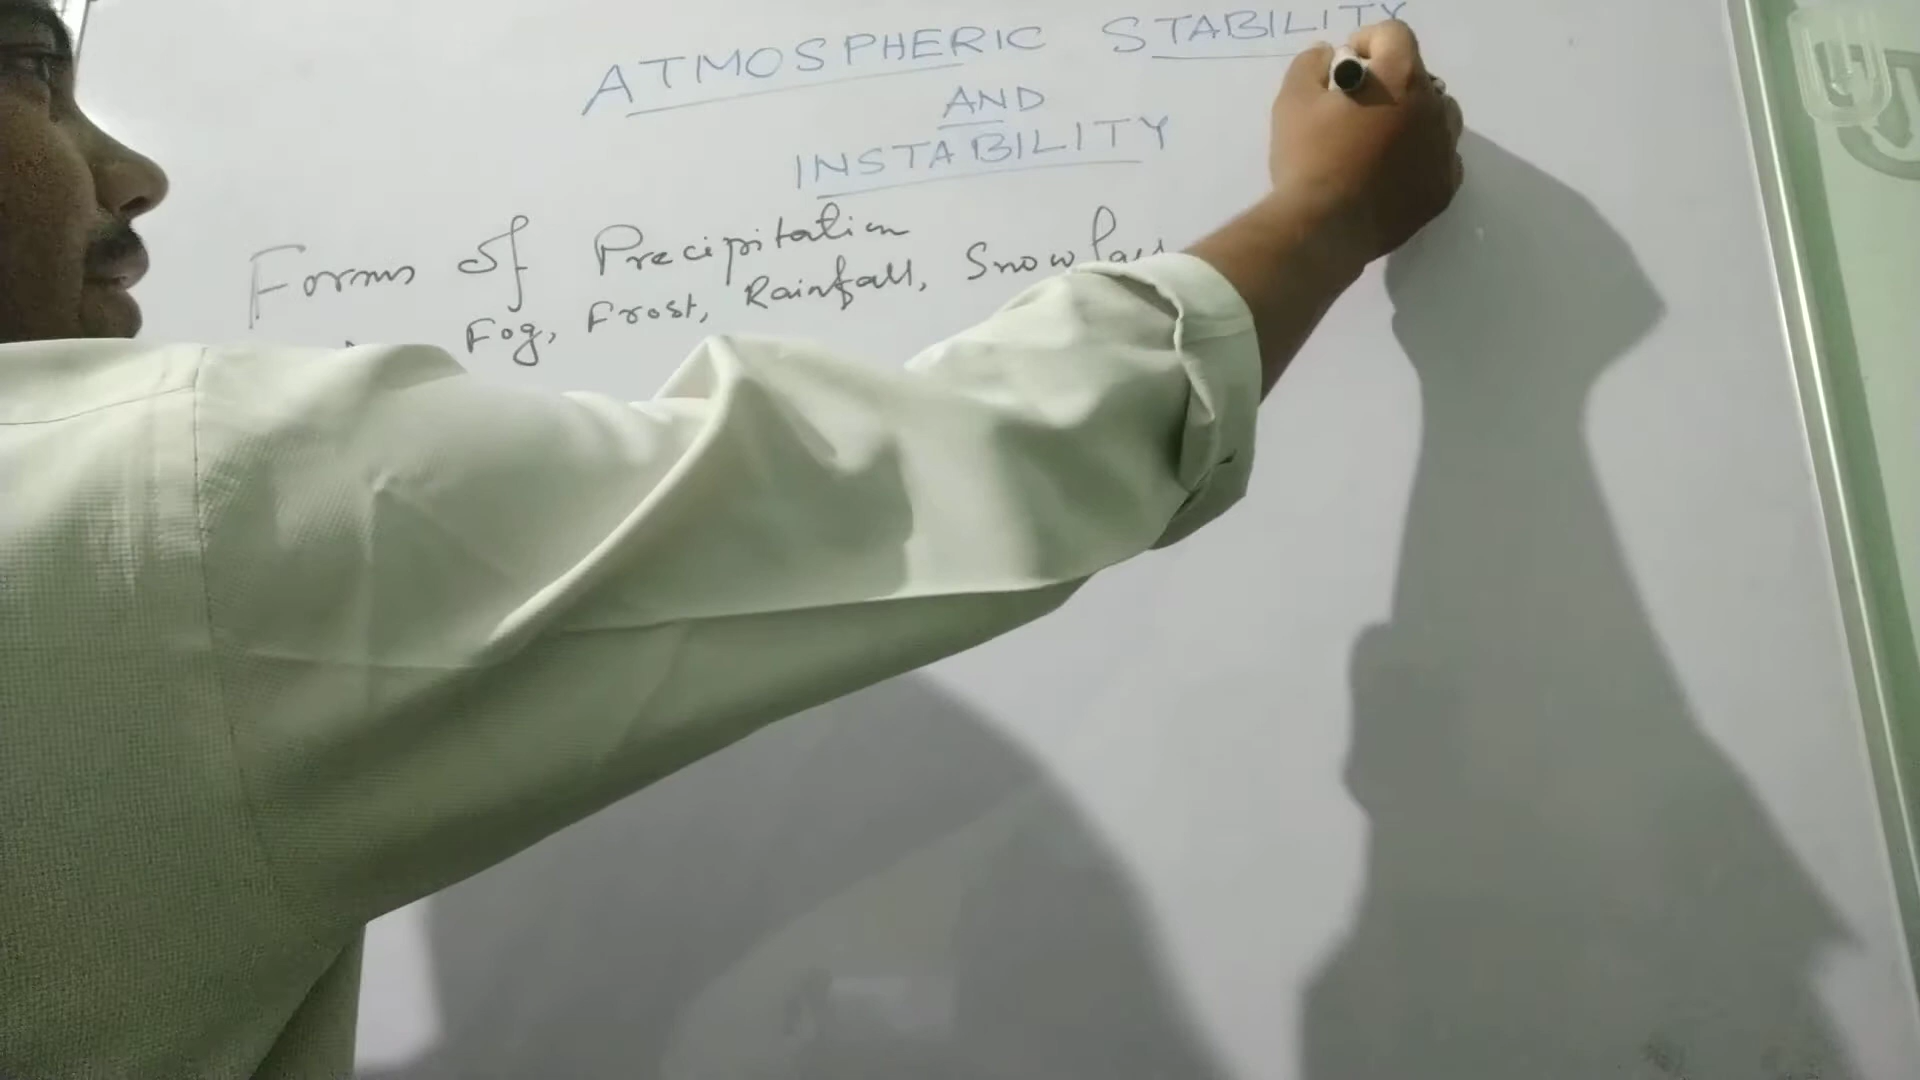 ATMOSPHERIC STABILITY
AND
INSTABILITY
Forms of Precipitation
Fog, Frost, Rainfall, Snowfall